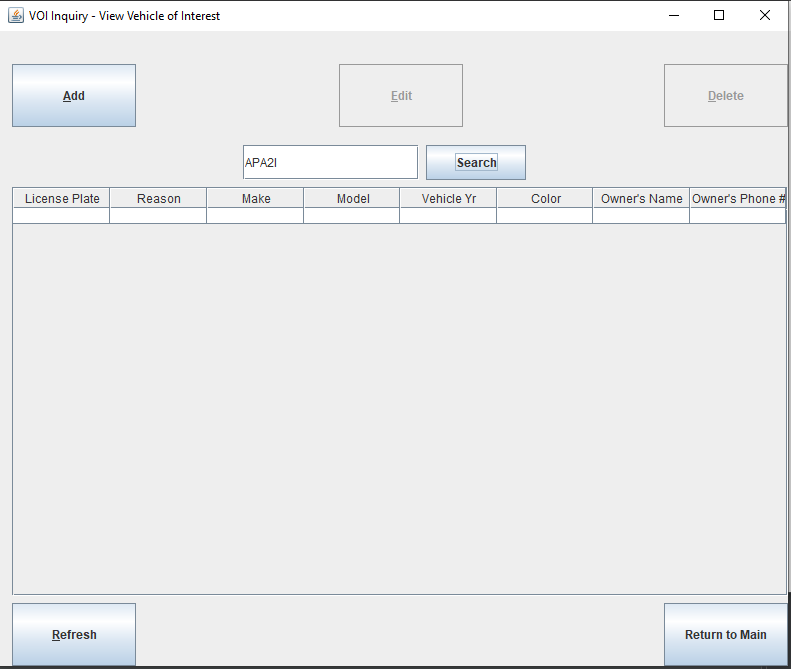 VOI Inquiry - View Vehicle of Interest
Add Edit Delete
APA2I Search
License Plate Reason Make Model Vehicle Yr Color Owner's Name Owner's Phone #
Refresh Return to Main